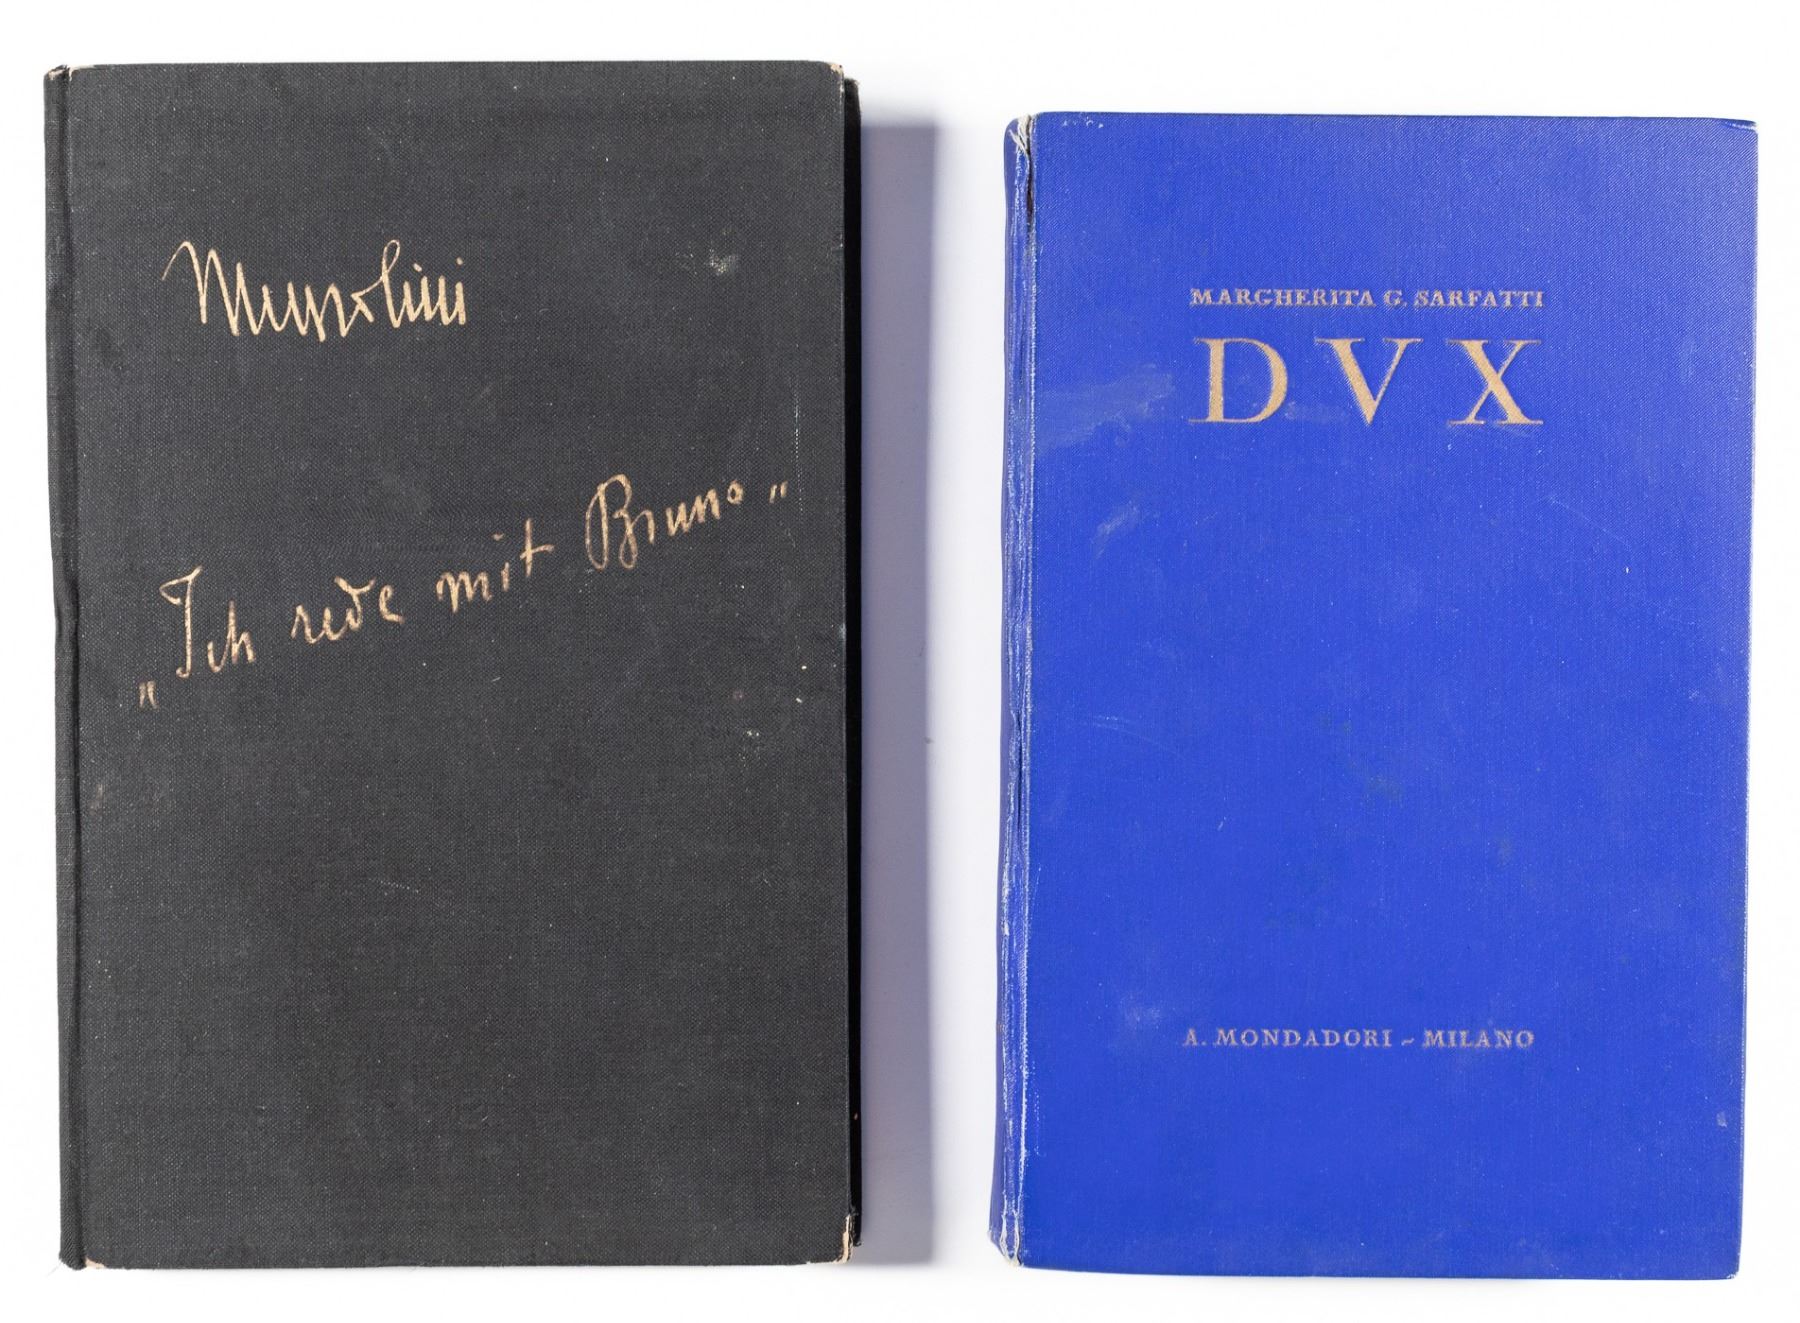 Mussolini
„Ich rede mit Bruno"
MARGHERITA G. SARFATTI
DVX
A. MONDADORI ~ MILANO